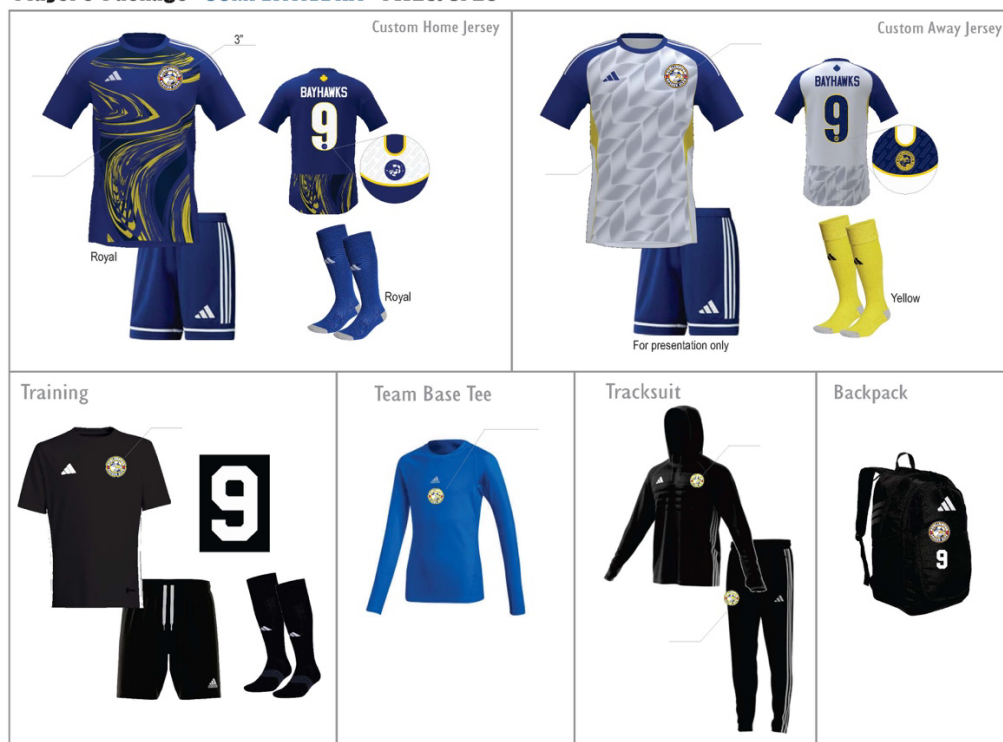 Custom Home Jersey
3"
BAYHAWKS
9
Royal
Royal
Custom Away Jersey
BAYHAWKS
9
For presentation only
Yellow
Training
9
Team Base Tee
Tracksuit
Backpack
9